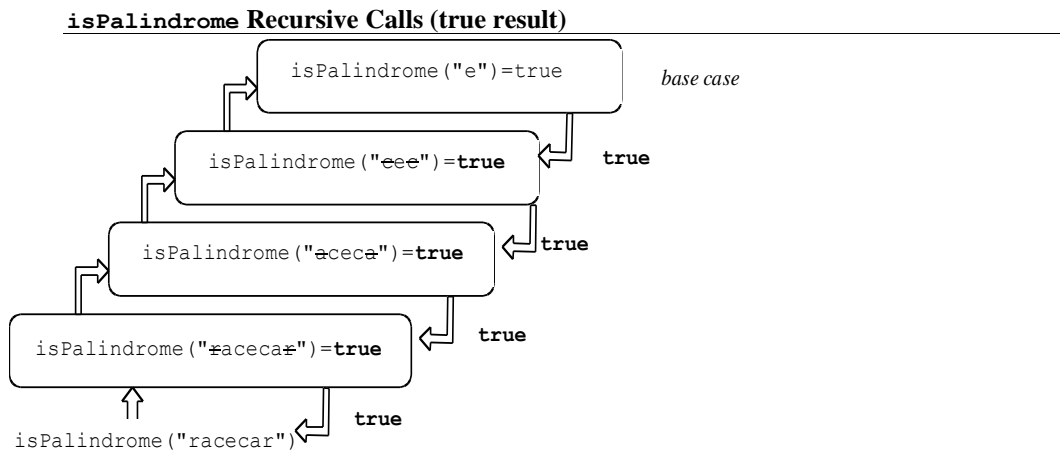 isPalindrome Recursive Calls (true result)
isPalindrome("e")=true
base case
isPalindrome("cec")=true
true
isPalindrome("aceca")=true
true
isPalindrome("racecar")=true
true
true
isPalindrome("racecar")